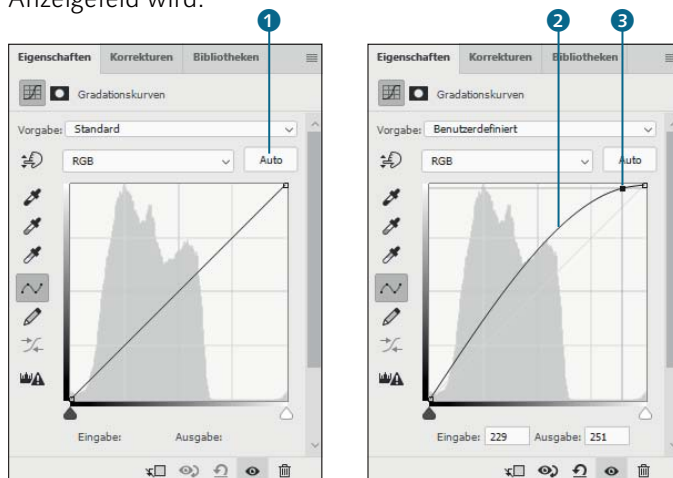 Anzeigefeld wird.
1
2
3
Eigenschaften Korrekturen Bibliotheken
Gradationskurven
Vorgabe: Standard
RGB
Auto
Eingabe: Ausgabe:
Eigenschaften Korrekturen Bibliotheken
Gradationskurven
Vorgabe: Benutzerdefiniert
RGB
Auto
Eingabe: 229 Ausgabe: 251